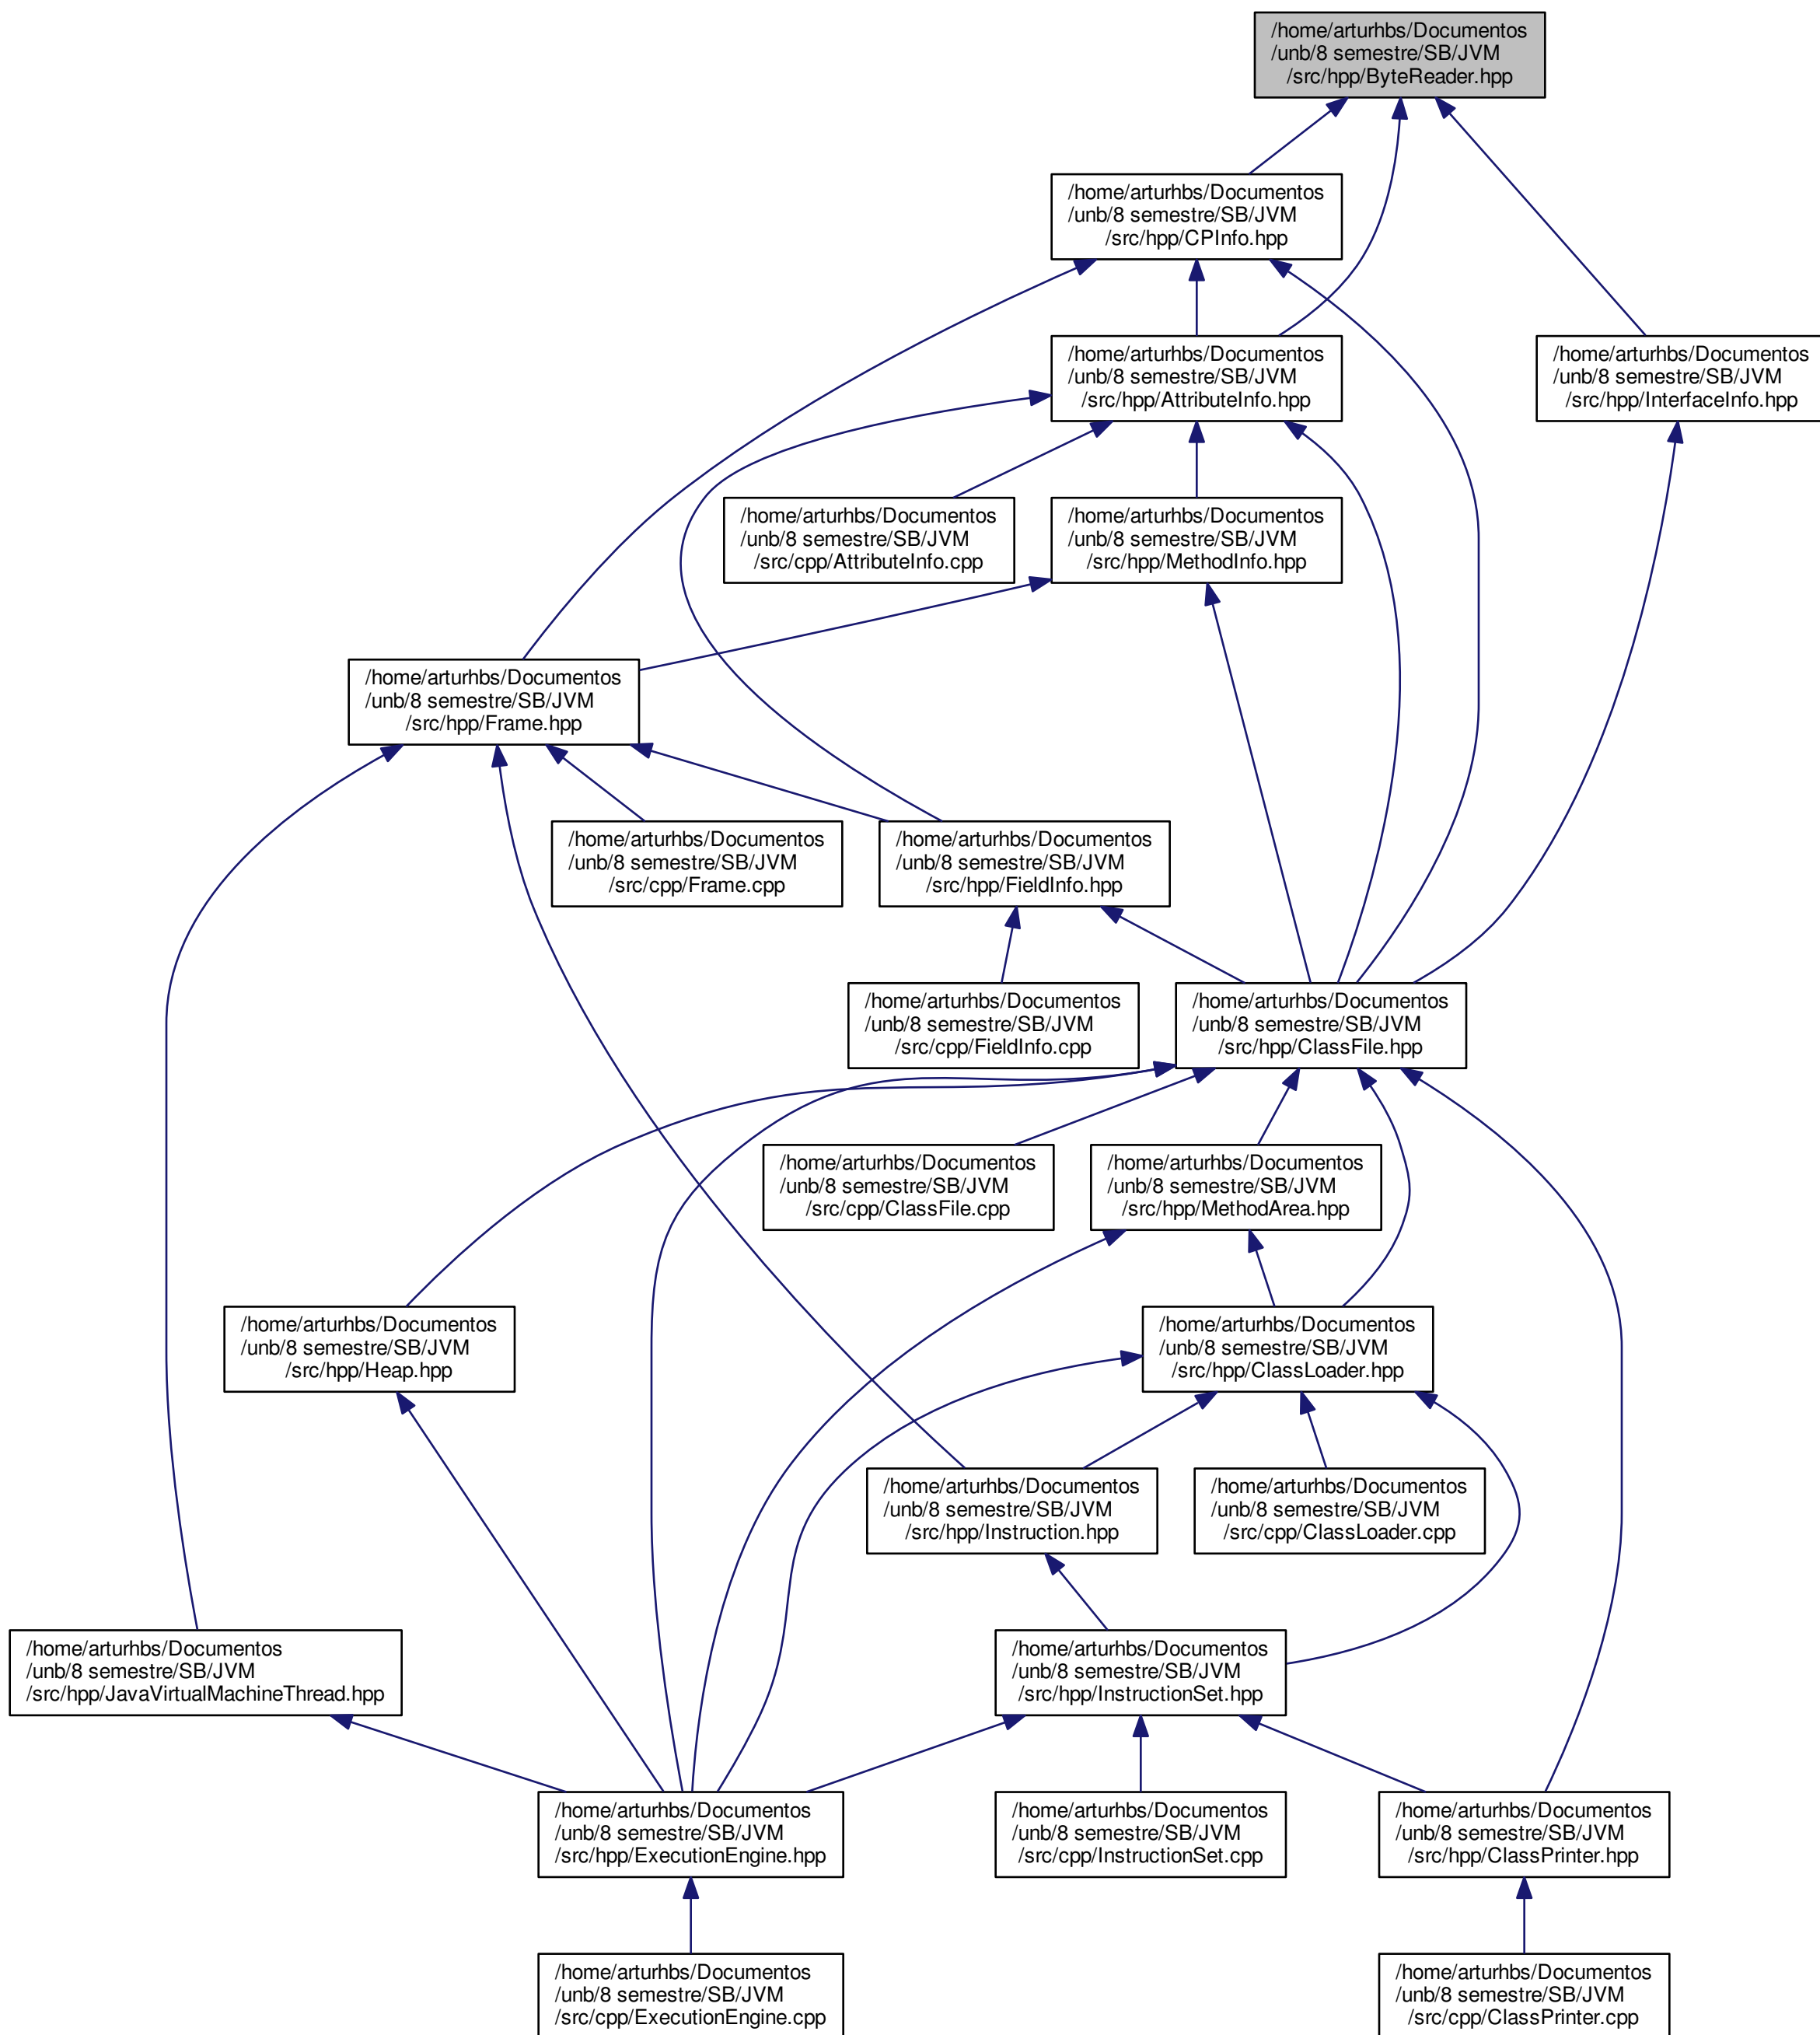 /home/arturhbs/Documentos
/unb/8 semestre/SB/JVM
/src/hpp/ByteReader.hpp
/home/arturhbs/Documentos
/unb/8 semestre/SB/JVM
/src/hpp/CPInfo.hpp
/home/arturhbs/Documentos
/unb/8 semestre/SB/JVM
/src/hpp/AttributeInfo.hpp
/home/arturhbs/Documentos
/unb/8 semestre/SB/JVM
/src/hpp/InterfaceInfo.hpp
/home/arturhbs/Documentos
/unb/8 semestre/SB/JVM
/src/cpp/AttributeInfo.cpp
/home/arturhbs/Documentos
/unb/8 semestre/SB/JVM
/src/hpp/MethodInfo.hpp
/home/arturhbs/Documentos
/unb/8 semestre/SB/JVM
/src/hpp/Frame.hpp
/home/arturhbs/Documentos
/unb/8 semestre/SB/JVM
/src/cpp/Frame.cpp
/home/arturhbs/Documentos
/unb/8 semestre/SB/JVM
/src/hpp/FieldInfo.hpp
/home/arturhbs/Documentos
/unb/8 semestre/SB/JVM
/src/cpp/FieldInfo.cpp
/home/arturhbs/Documentos
/unb/8 semestre/SB/JVM
/src/hpp/ClassFile.hpp
/home/arturhbs/Documentos
/unb/8 semestre/SB/JVM
/src/cpp/ClassFile.cpp
/home/arturhbs/Documentos
/unb/8 semestre/SB/JVM
/src/hpp/MethodArea.hpp
/home/arturhbs/Documentos
/unb/8 semestre/SB/JVM
/src/hpp/Heap.hpp
/home/arturhbs/Documentos
/unb/8 semestre/SB/JVM
/src/hpp/ClassLoader.hpp
/home/arturhbs/Documentos
/unb/8 semestre/SB/JVM
/src/hpp/Instruction.hpp
/home/arturhbs/Documentos
/unb/8 semestre/SB/JVM
/src/cpp/ClassLoader.cpp
/home/arturhbs/Documentos
/unb/8 semestre/SB/JVM
/src/hpp/JavaVirtualMachineThread.hpp
/home/arturhbs/Documentos
/unb/8 semestre/SB/JVM
/src/hpp/InstructionSet.hpp
/home/arturhbs/Documentos
/unb/8 semestre/SB/JVM
/src/hpp/ExecutionEngine.hpp
/home/arturhbs/Documentos
/unb/8 semestre/SB/JVM
/src/cpp/InstructionSet.cpp
/home/arturhbs/Documentos
/unb/8 semestre/SB/JVM
/src/hpp/ClassPrinter.hpp
/home/arturhbs/Documentos
/unb/8 semestre/SB/JVM
/src/cpp/ExecutionEngine.cpp
/home/arturhbs/Documentos
/unb/8 semestre/SB/JVM
/src/cpp/ClassPrinter.cpp